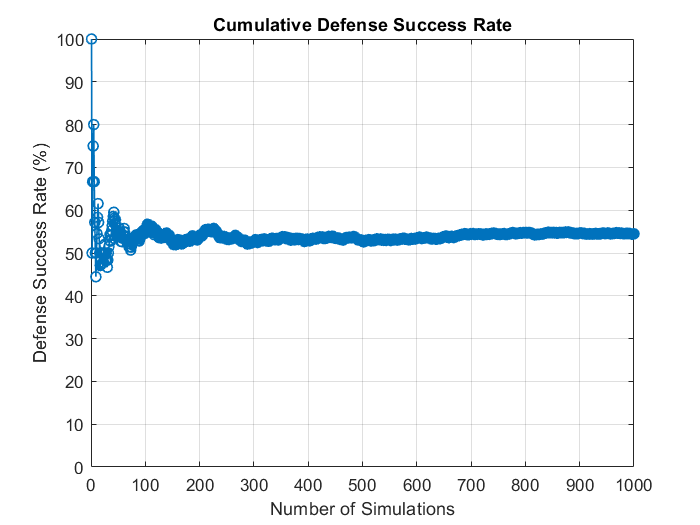 Cumulative Defense Success Rate
Defense Success Rate (%)
100
90
80
70
60
50
40
30
20
10
0
0 100 200 300 400 500 600 700 800 900 1000
Number of Simulations